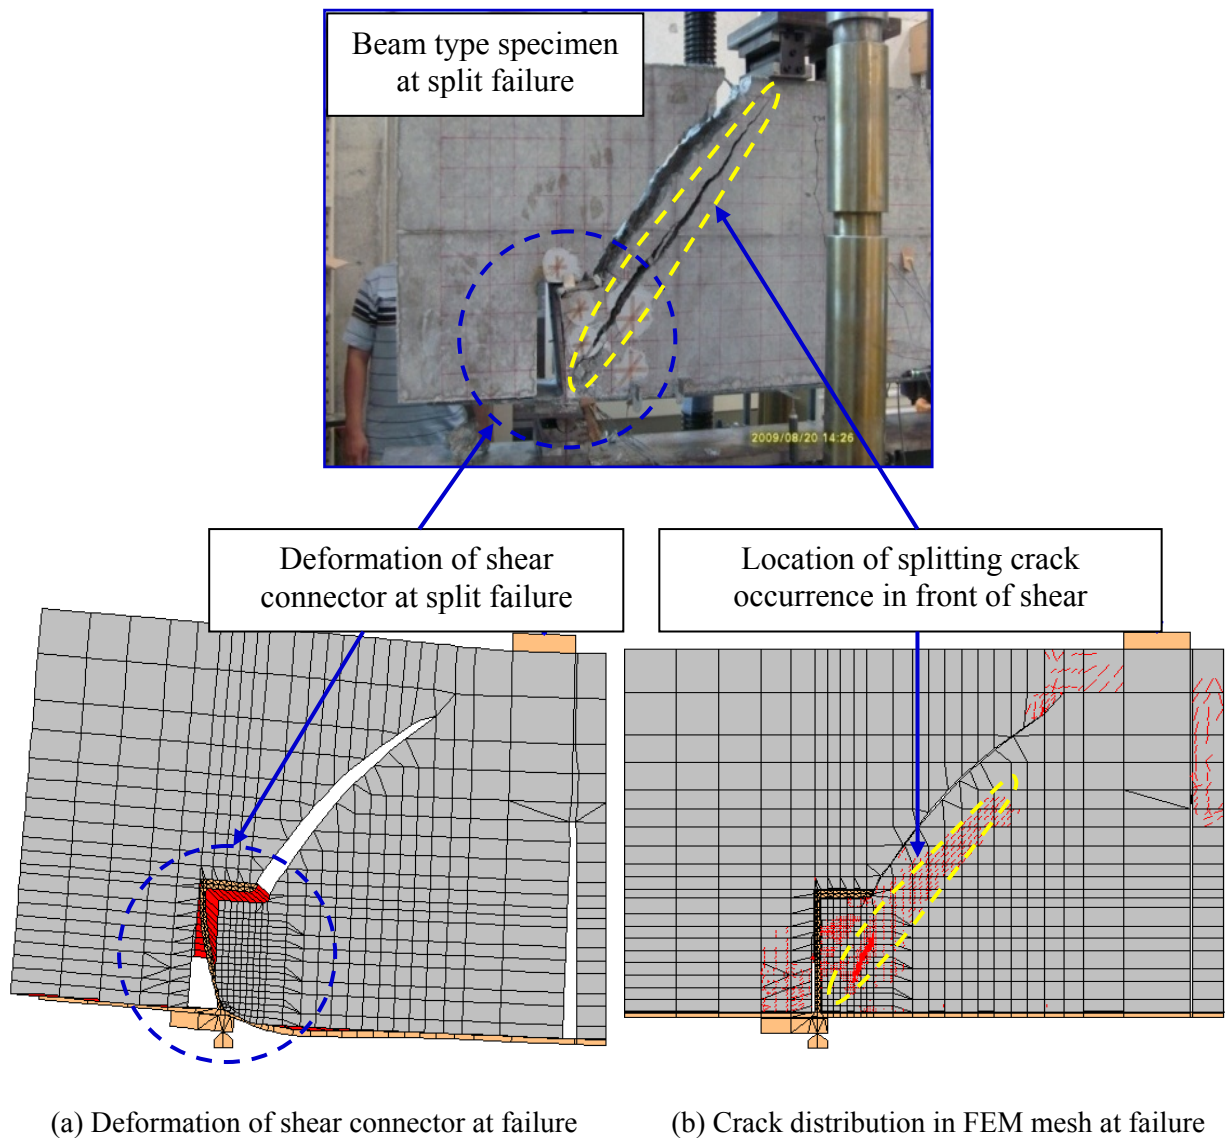 Beam type specimen
at split failure
2009/08/20 14:26
Deformation of shear
connector at split failure
Location of splitting crack
occurrence in front of shear
(a) Deformation of shear connector at failure
(b) Crack distribution in FEM mesh at failure